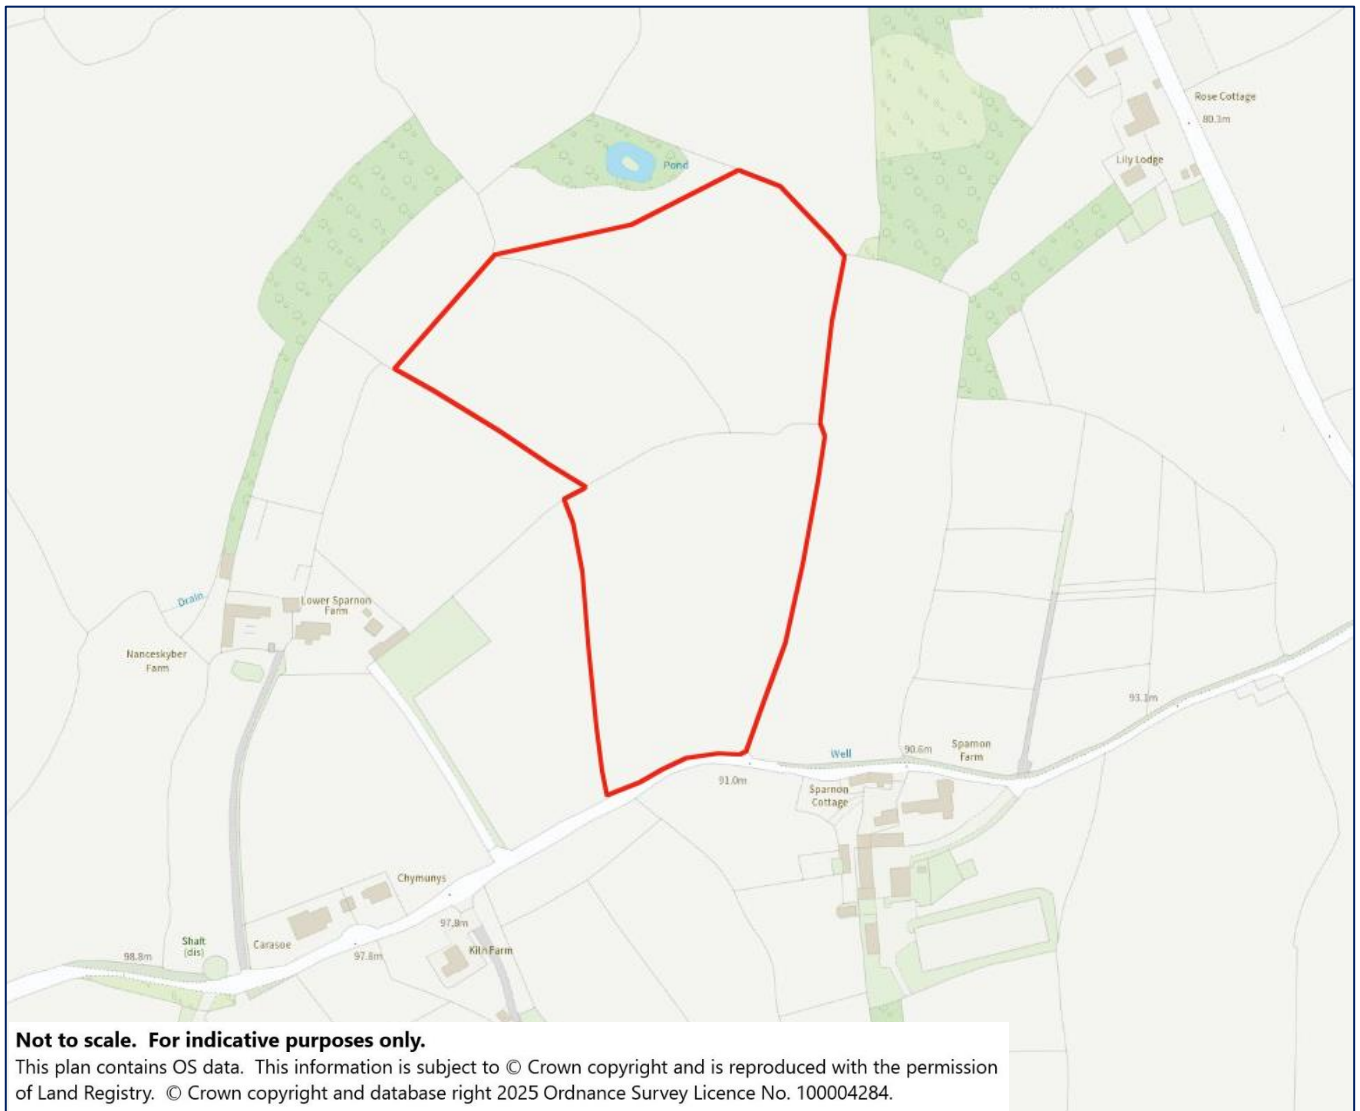 Rose Cottage
80.3m
Lily Lodge
Pond
Drain
Lower Sparnon
Farm
Nanceskyber
Farm
93.3m
Well
90.6m
Sparnon
Farm
91.0m
Sparnon
Cottage
Chymunys
97.8m
Kiln Farm
Carasoe
97.8m
Shaft
(dis)
98.8m
Not to scale. For indicative purposes only.
This plan contains OS data. This information is subject to © Crown copyright and is reproduced with the permission
of Land Registry. © Crown copyright and database right 2025 Ordnance Survey Licence No. 100004284.